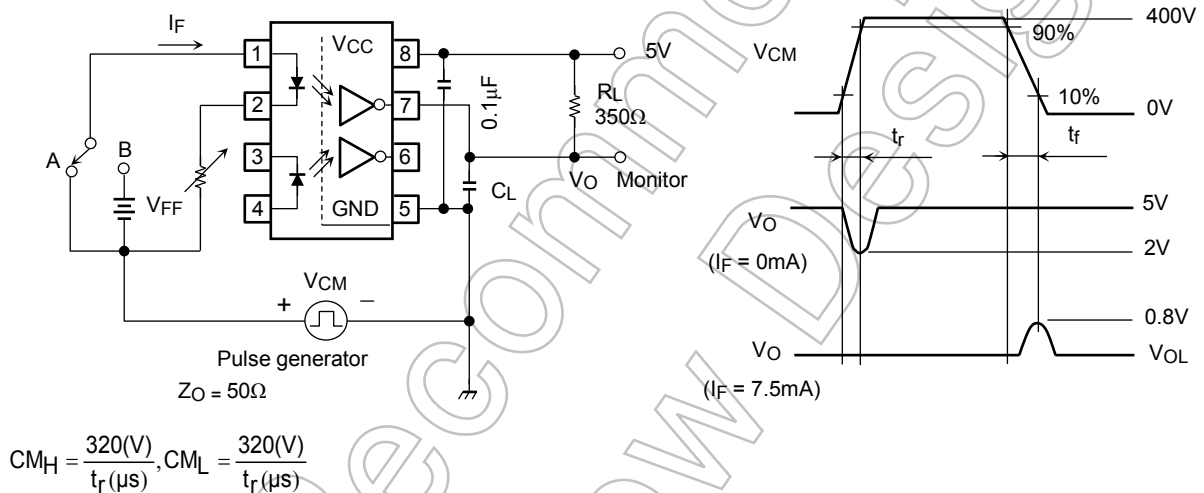 IF
1
2
3
4
VCC
GND
8
7
6
5
0.1μF
5V
RL
350Ω
VO Monitor
CL
A
B
VFF
VCM
+ −
Pulse generator
ZO = 50Ω
CMH = 320(V) / tr(μs), CML = 320(V) / tr(μs)
VCM
400V
90%
10%
0V
tr
tf
VO
(IF = 0mA)
5V
2V
0.8V
VO
VOL
(IF = 7.5mA)